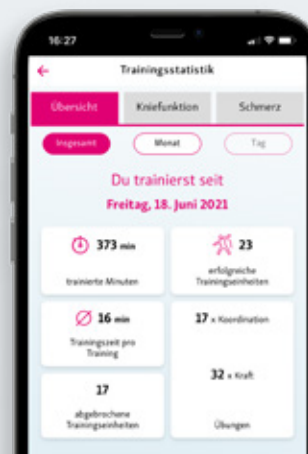 16:27
Trainingsstatistik
Übersicht
Kniefunktion
Schmerz
Insgesamt
Monat
Tag
Du trainierst seit
Freitag, 18. Juni 2021
373 min
trainierte Minuten
23
erfolgreiche
Trainingseinheiten
16 min
Trainingszeit pro
Training
17 x Koordination
32 x Kraft
Übungen
17
abgebrochene
Trainingseinheiten